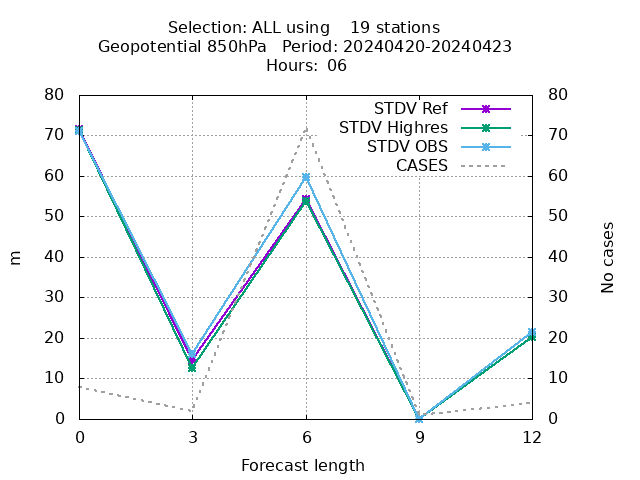 Selection: ALL using 19 stations
Geopotential 850hPa Period: 20240420-20240423
Hours: 06
STDV Ref
STDV Highres
STDV OBS
CASES
80
70
60
50
40
30
20
10
0
80
70
60
50
40
30
20
10
0
m
No cases
0 3 6 9 12
Forecast length